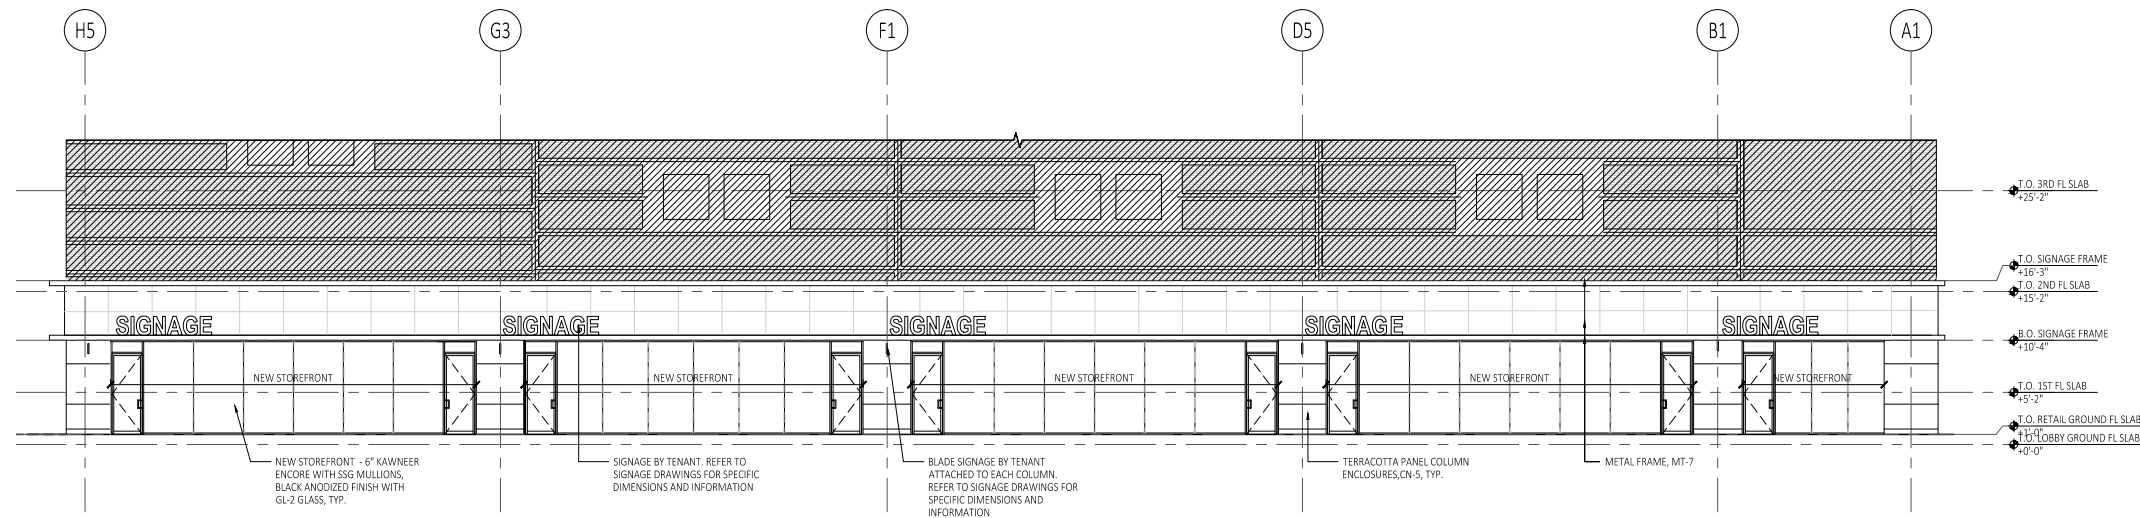 H5
G3
F1
D5
B1
A1
T.O. 3RD FL SLAB
+25'-2"
T.O. SIGNAGE FRAME
+16'-3"
T.O. 2ND FL SLAB
+15'-2"
SIGNAGE
SIGNAGE
SIGNAGE
SIGNAGE
SIGNAGE
B.O. SIGNAGE FRAME
+10'-4"
NEW STOREFRONT
NEW STOREFRONT
NEW STOREFRONT
NEW STOREFRONT
NEW STOREFRONT
T.O. 1ST FL SLAB
+5'-2"
T.O. RETAIL GROUND FL SLAB
+1'-0"
T.O. LOBBY GROUND FL SLAB
+0'-0"
NEW STOREFRONT - 6" KAWNEER
ENCORE WITH SSG MULLIONS,
BLACK ANODIZED FINISH WITH
GL-2 GLASS, TYP.
SIGNAGE BY TENANT. REFER TO
SIGNAGE DRAWINGS FOR SPECIFIC
DIMENSIONS AND INFORMATION
BLADE SIGNAGE BY TENANT
ATTACHED TO EACH COLUMN.
REFER TO SIGNAGE DRAWINGS FOR
SPECIFIC DIMENSIONS AND
INFORMATION
TERRACOTTA PANEL COLUMN
ENCLOSURES,CN-5, TYP.
METAL FRAME, MT-7